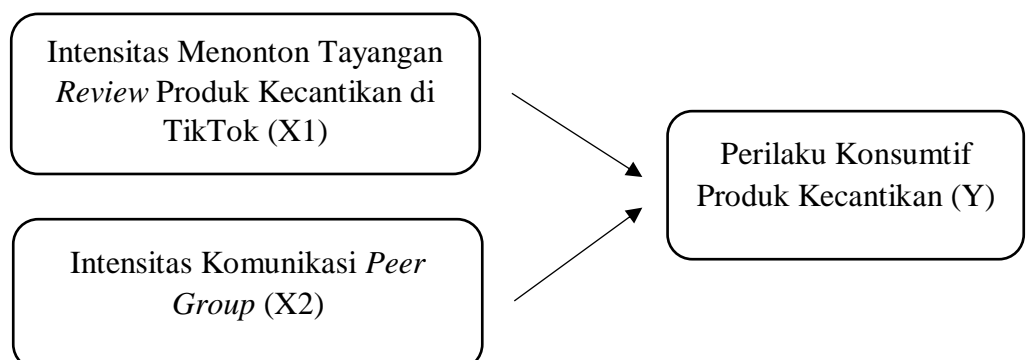 Intensitas Menonton Tayangan
Review Produk Kecantikan di
TikTok (X1)
Perilaku Konsumtif
Produk Kecantikan (Y)
Intensitas Komunikasi Peer
Group (X2)